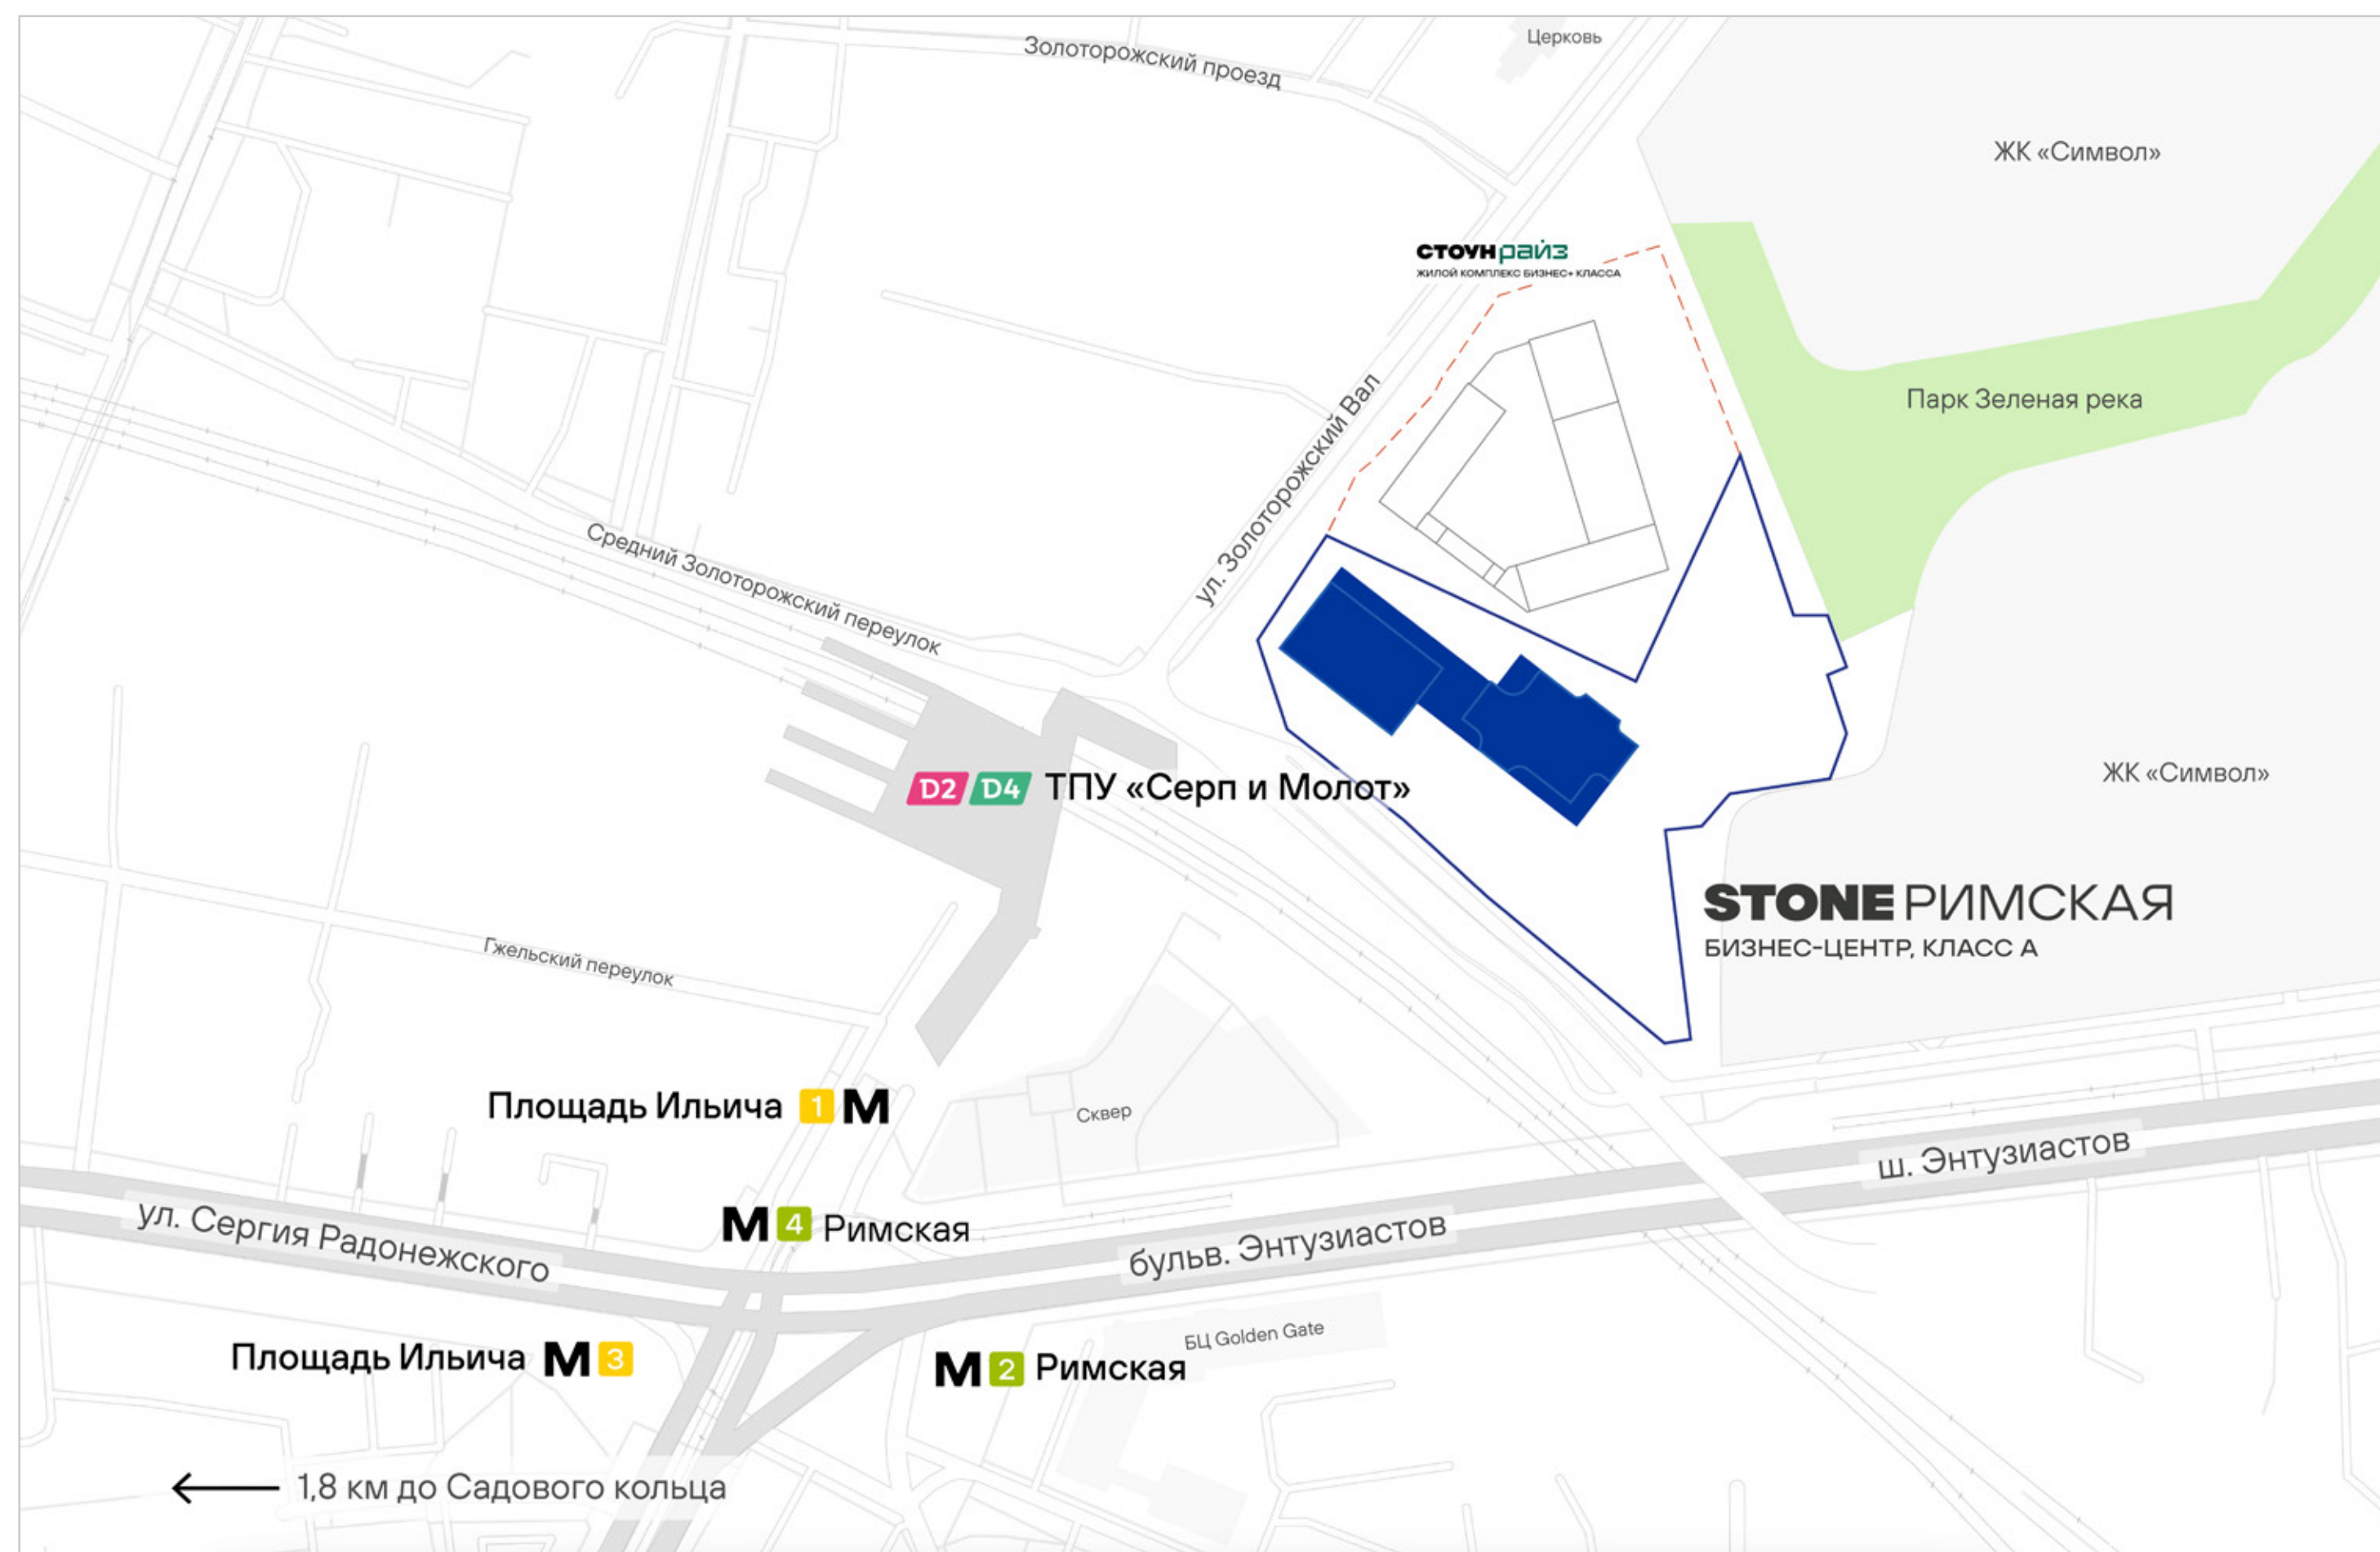 Золоторожский проезд
Церковь
ЖК «Символ»
СТОУН райз
ЖИЛОЙ КОМПЛЕКС БИЗНЕС+ КЛАССА
Парк Зеленая река
ул. Золоторожский Вал
Средний Золоторожский переулок
D2 D4 ТПУ «Серп и Молот»
ЖК «Символ»
STONE РИМСКАЯ
БИЗНЕС-ЦЕНТР, КЛАСС А
Гжельский переулок
Площадь Ильича 1 М
Сквер
ш. Энтузиастов
М 4 Римская
ул. Сергия Радонежского
бульв. Энтузиастов
БЦ Golden Gate
Площадь Ильича М 3
М 2 Римская
1,8 км до Садового кольца